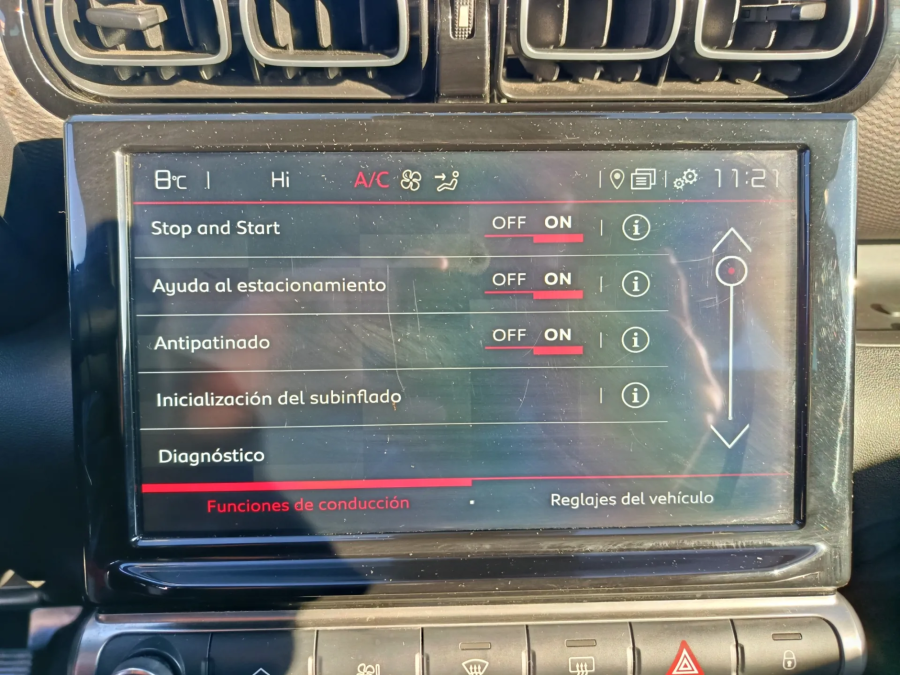 8°C Hi A/C 11:21
Stop and Start OFF ON i
Ayuda al estacionamiento OFF ON i
Antipatinado OFF ON i
Inicialización del subinflado i
Diagnóstico
Funciones de conducción Reglajes del vehículo